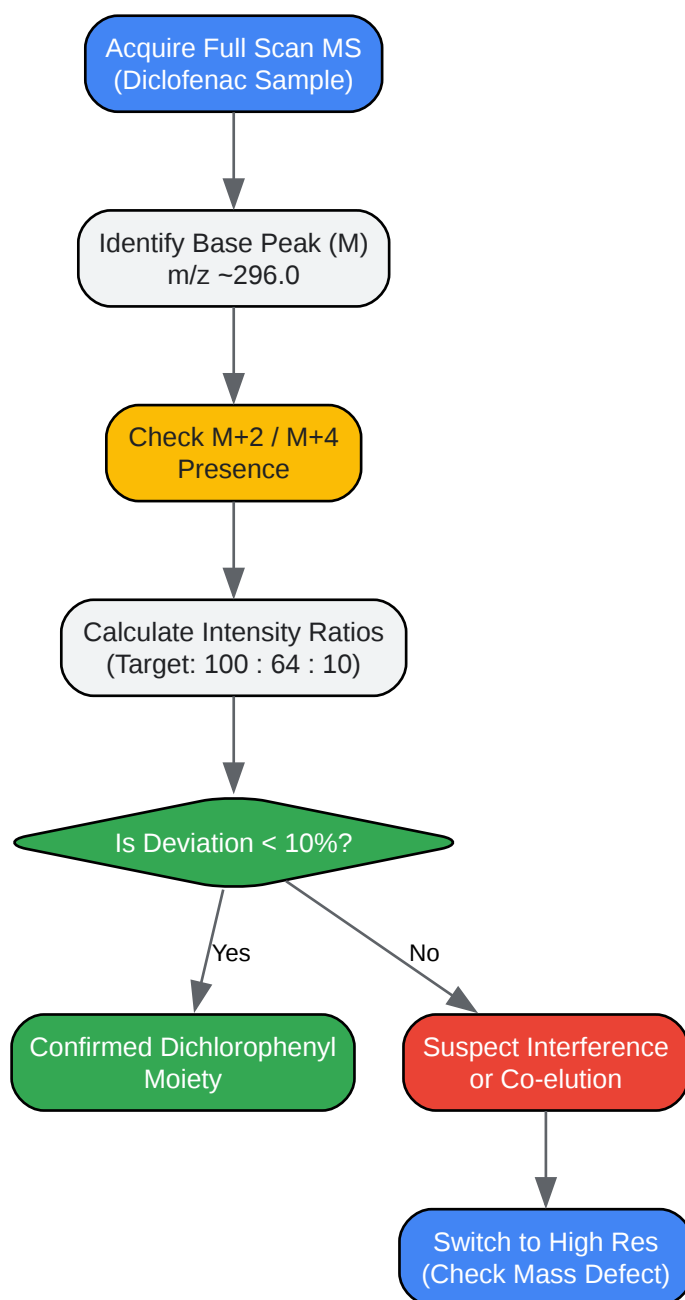 Acquire Full Scan MS
(Diclofenac Sample)
Identify Base Peak (M)
m/z ~296.0
Check M+2 / M+4
Presence
Calculate Intensity Ratios
(Target: 100 : 64 : 10)
Is Deviation < 10%?
Yes
No
Confirmed Dichlorophenyl
Moiety
Suspect Interference
or Co-elution
Switch to High Res
(Check Mass Defect)